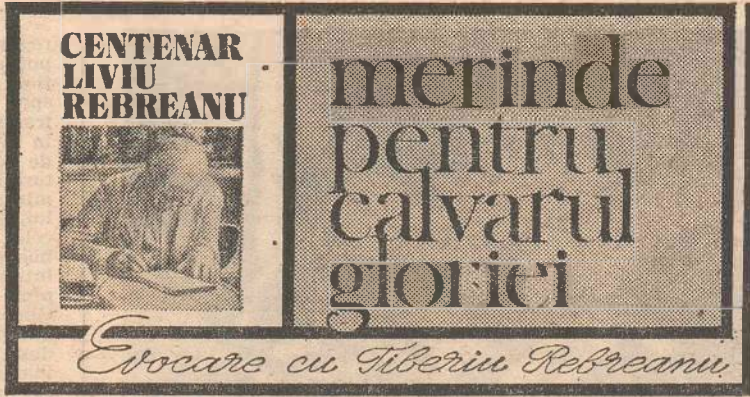 CENTENAR
LIVIU
REBREANU
merinde
pentru
calvarul
gloriei
Evocare cu Tiberiu Rebreanu